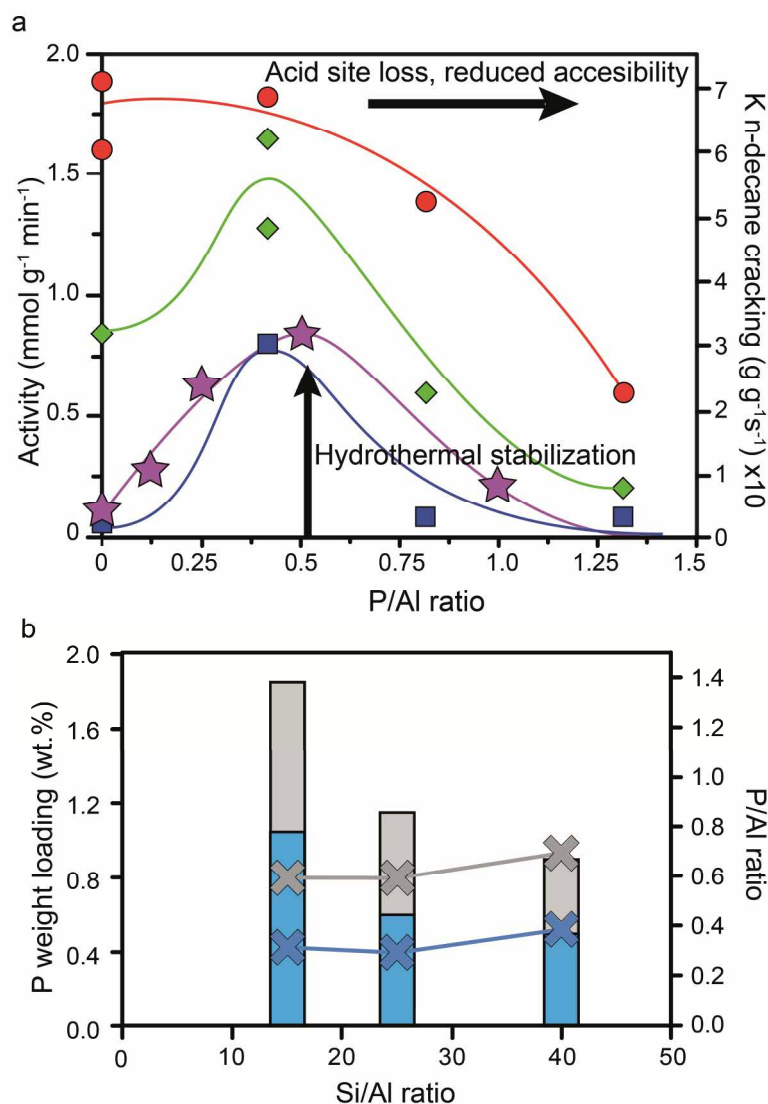 a
Acid site loss, reduced accesibility
Hydrothermal stabilization
Activity (mmol g⁻¹ min⁻¹)
2.0
1.5
1.0
0.5
0
K n-decane cracking (g g⁻¹s⁻¹) x10
7
6
5
4
3
2
1
0
0 0.25 0.5 0.75 1.0 1.25 1.5
P/Al ratio
b
P weight loading (wt.%)
2.0
1.6
1.2
0.8
0.4
0.0
P/Al ratio
1.4
1.2
1.0
0.8
0.6
0.4
0.2
0.0
0 10 20 30 40 50
Si/Al ratio